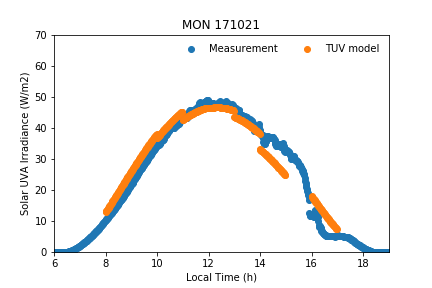 MON 171021
Measurement TUV model
Solar UVA Irradiance (W/m2)
70
60
50
40
30
20
10
0
6 8 10 12 14 16 18
Local Time (h)